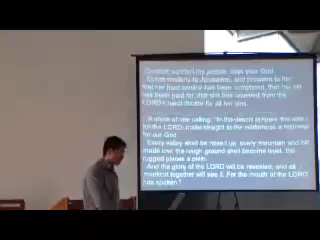 Comfort, comfort my people, says your God.
Speak tenderly to Jerusalem, and proclaim to her
that her hard service has been completed, that her sin
has been paid for, that she has received from the
LORD's hand double for all her sins.
A voice of one calling: "In the desert prepare the way
for the LORD; make straight in the wilderness a highway
for our God.
Every valley shall be raised up, every mountain and hill
made low; the rough ground shall become level, the
rugged places a plain.
And the glory of the LORD will be revealed, and all
mankind together will see it. For the mouth of the LORD
has spoken."